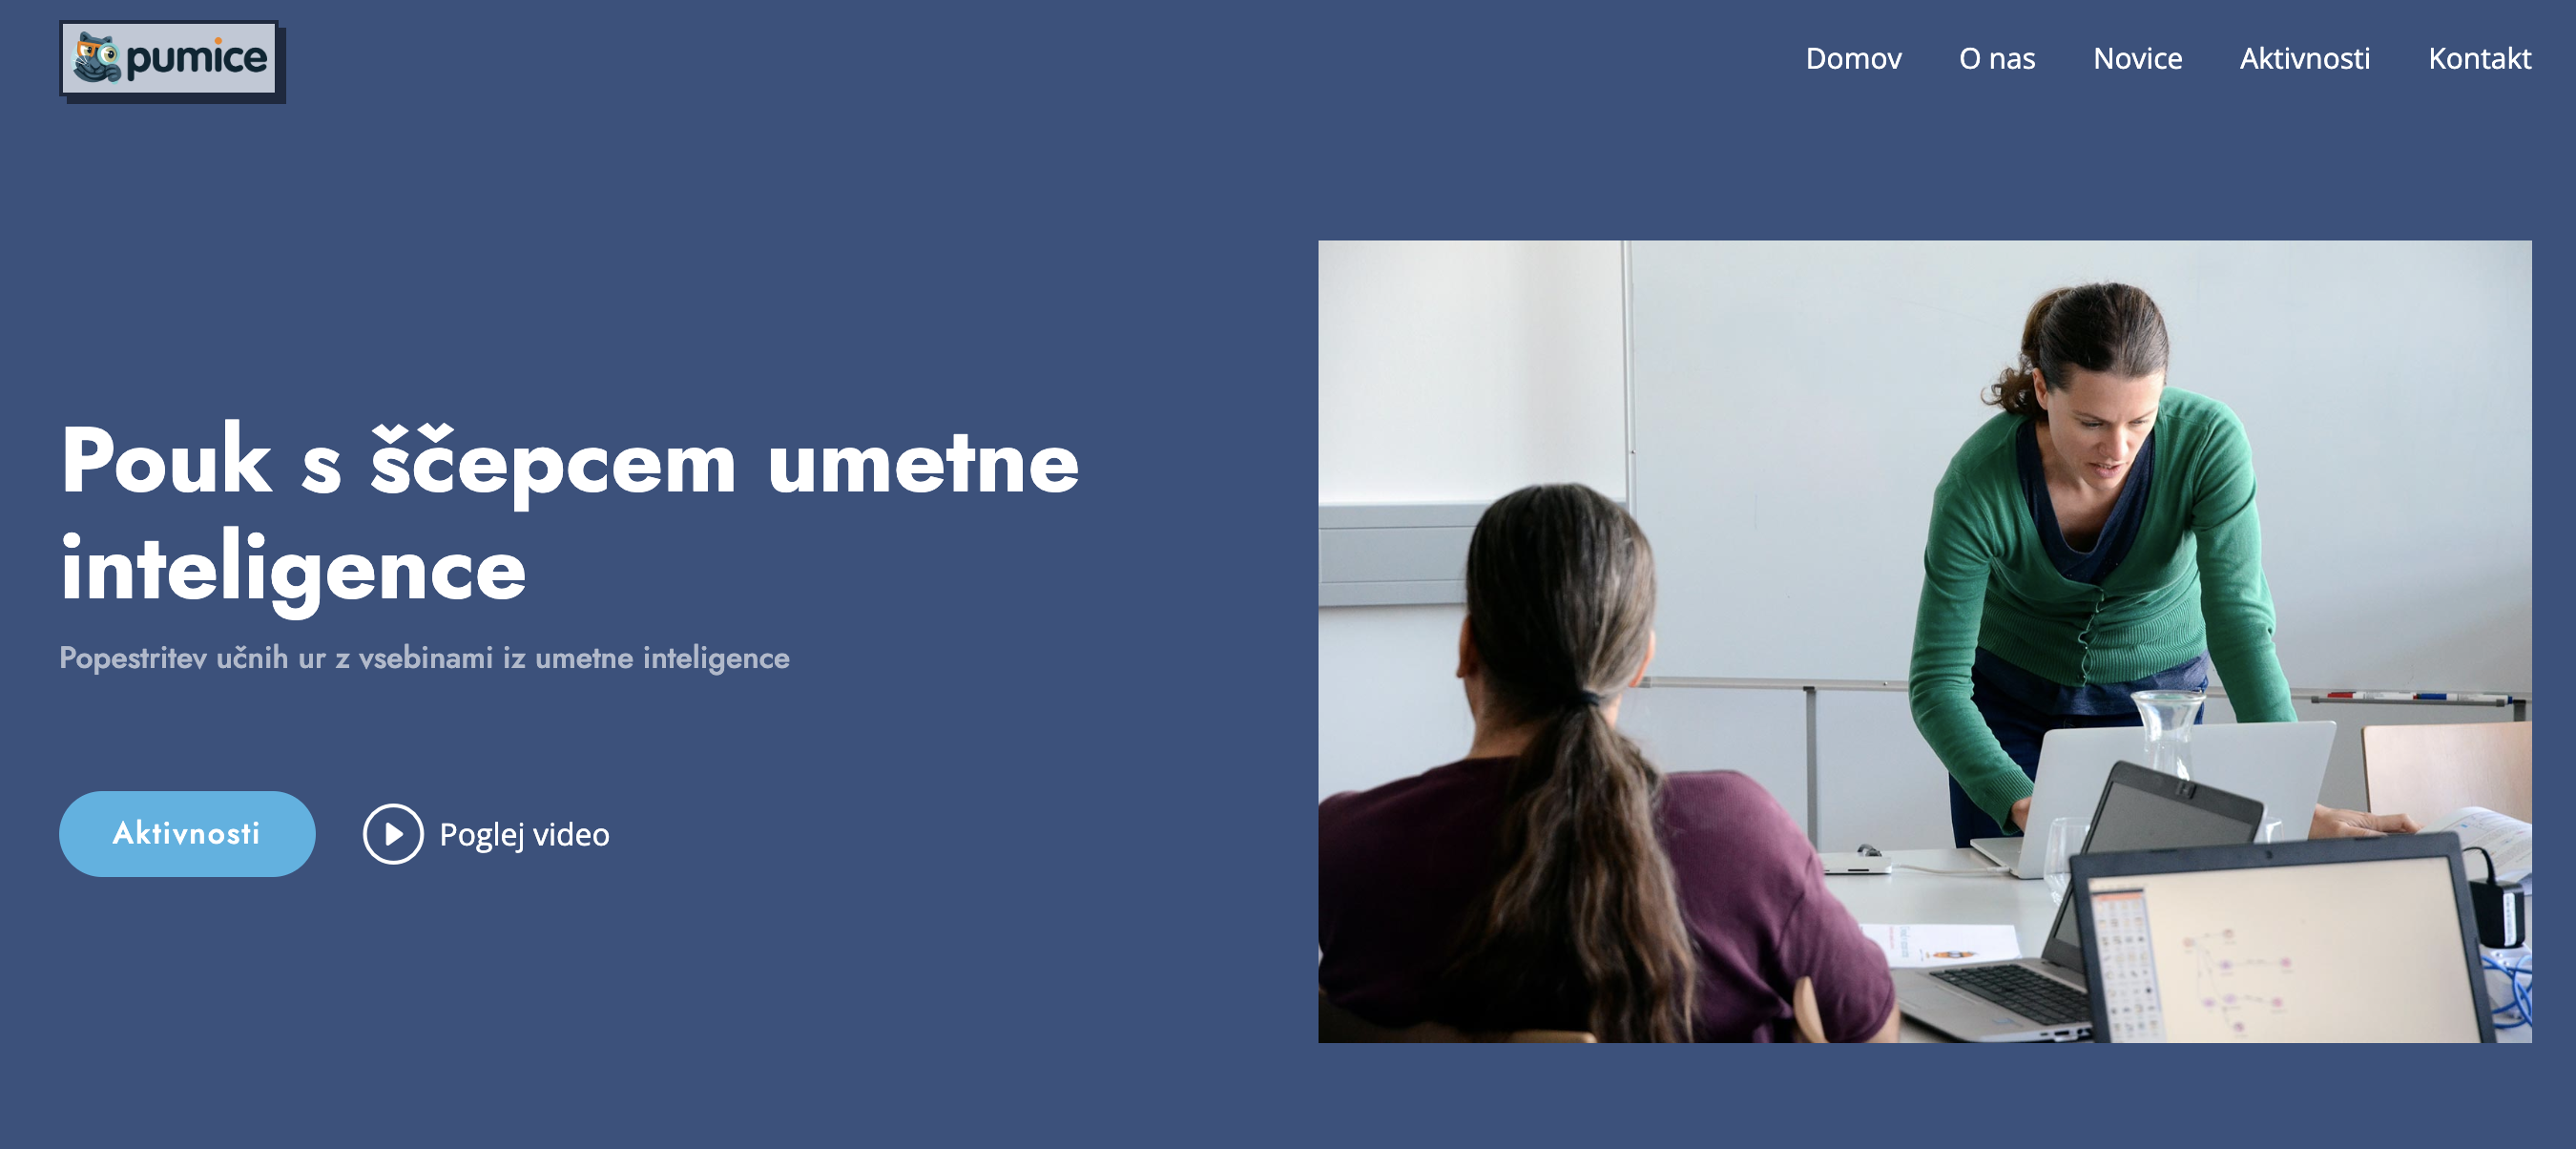 pumice
Domov
O nas
Novice
Aktivnosti
Kontakt
Pouk s ščepcem umetne
inteligence
Popestritev učnih ur z vsebinami iz umetne inteligence
Aktivnosti
Poglej video